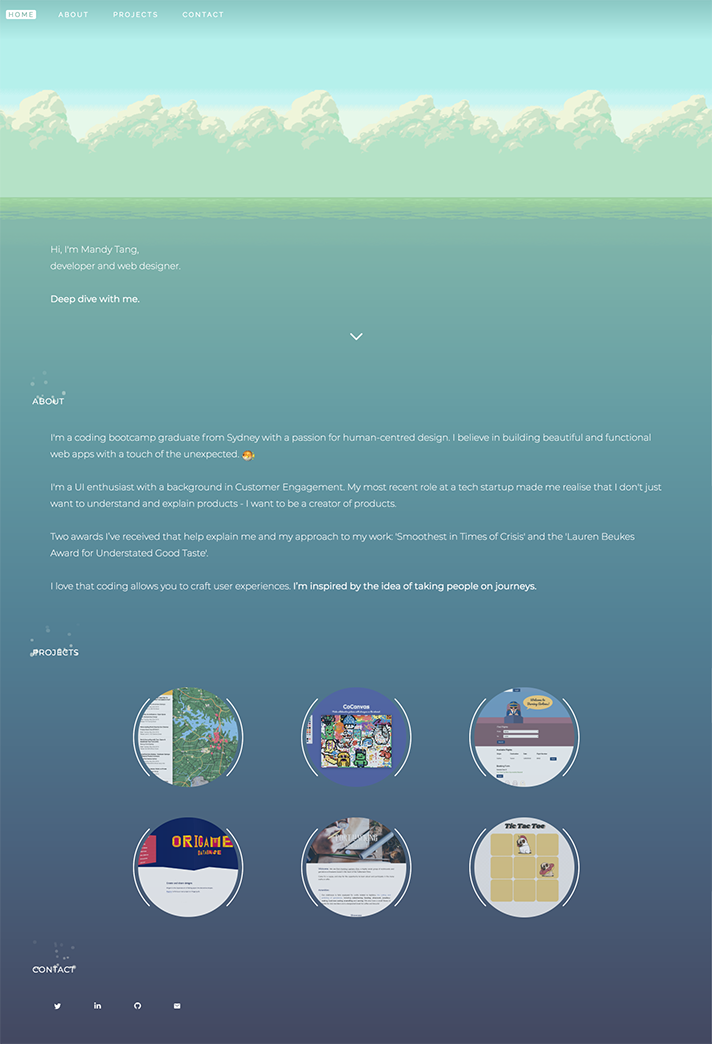 HOME ABOUT PROJECTS CONTACT
Hi, I'm Mandy Tang,
developer and web designer.
Deep dive with me.
ABOUT
I'm a coding bootcamp graduate from Sydney with a passion for human-centred design. I believe in building beautiful and functional
web apps with a touch of the unexpected.
I'm a UI enthusiast with a background in Customer Engagement. My most recent role at a tech startup made me realise that I don't just
want to understand and explain products - I want to be a creator of products.
Two awards I've received that help explain me and my approach to my work: 'Smoothest in Times of Crisis' and the 'Lauren Beukes
Award for Understated Good Taste'.
I love that coding allows you to craft user experiences. I'm inspired by the idea of taking people on journeys.
PROJECTS
CoCanvas
Welcome to
ORIGAME
DATABASE
Tic Tac Toe
CONTACT